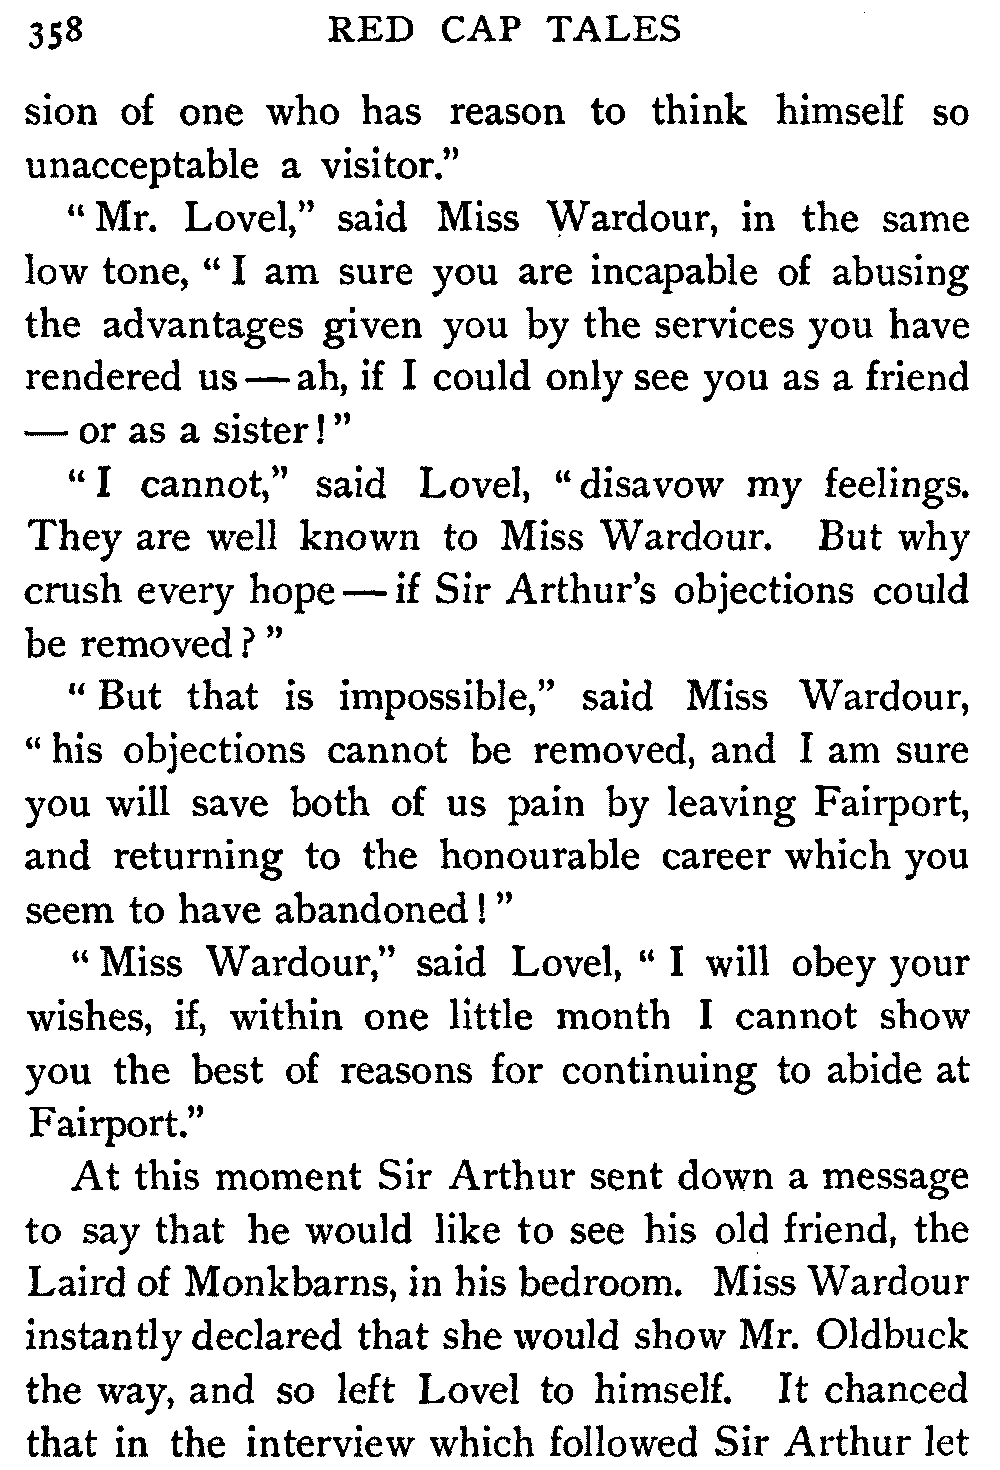 358 RED CAP TALES
sion of one who has reason to think himself so
unacceptable a visitor."
"Mr. Lovel," said Miss Wardour, in the same
low tone, "I am sure you are incapable of abusing
the advantages given you by the services you have
rendered us — ah, if I could only see you as a friend
— or as a sister!"
"I cannot," said Lovel, "disavow my feelings.
They are well known to Miss Wardour. But why
crush every hope — if Sir Arthur's objections could
be removed?"
"But that is impossible," said Miss Wardour,
"his objections cannot be removed, and I am sure
you will save both of us pain by leaving Fairport,
and returning to the honourable career which you
seem to have abandoned!"
"Miss Wardour," said Lovel, "I will obey your
wishes, if, within one little month I cannot show
you the best of reasons for continuing to abide at
Fairport."
At this moment Sir Arthur sent down a message
to say that he would like to see his old friend, the
Laird of Monkbarns, in his bedroom. Miss Wardour
instantly declared that she would show Mr. Oldbuck
the way, and so left Lovel to himself. It chanced
that in the interview which followed Sir Arthur let